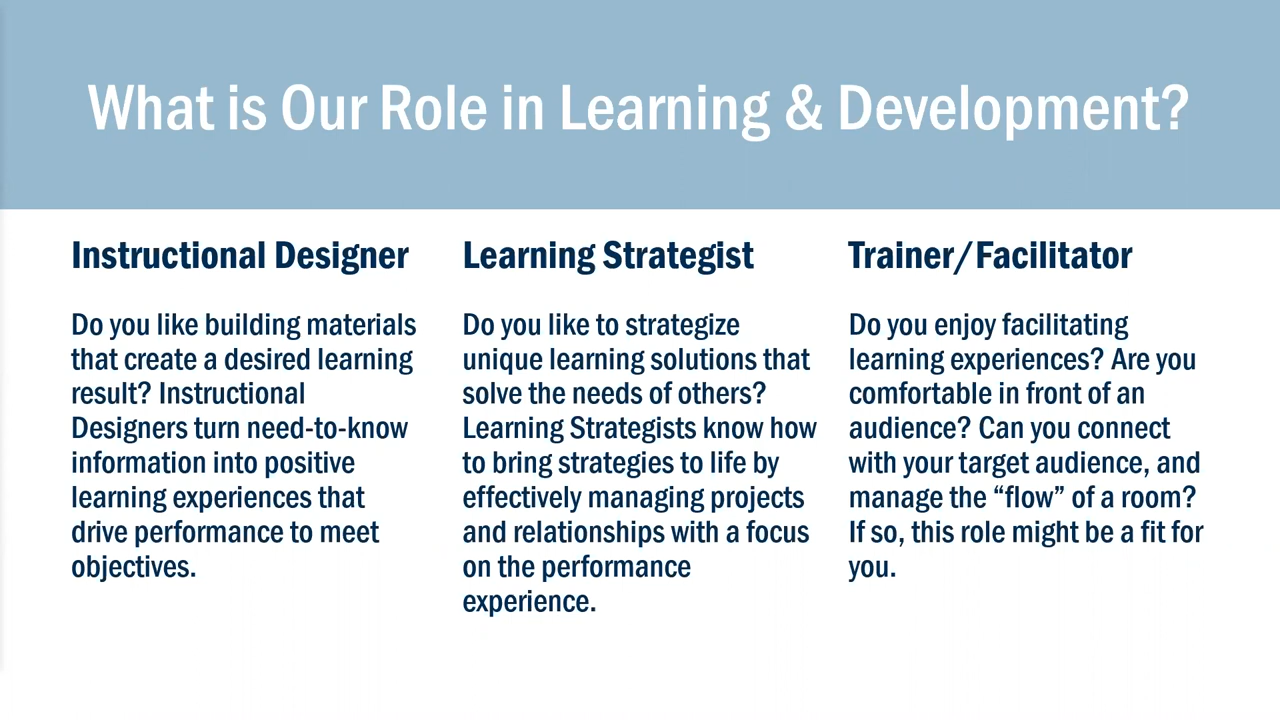 What is Our Role in Learning & Development?
Instructional Designer
Do you like building materials
that create a desired learning
result? Instructional
Designers turn need-to-know
information into positive
learning experiences that
drive performance to meet
objectives.
Learning Strategist
Do you like to strategize
unique learning solutions that
solve the needs of others?
Learning Strategists know how
to bring strategies to life by
effectively managing projects
and relationships with a focus
on the performance
experience.
Trainer/Facilitator
Do you enjoy facilitating
learning experiences? Are you
comfortable in front of an
audience? Can you connect
with your target audience, and
manage the “flow” of a room?
If so, this role might be a fit for
you.